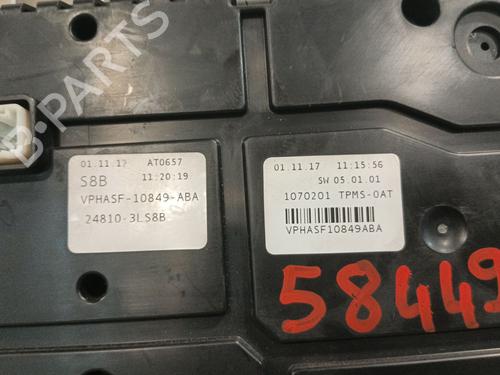 B-PARTS
01.11.17 AT0657
S8B 11:20:19
VPHASF-10849-ABA
24810-3LS8B
01.11.17 11:15:56
SW 05.01.01
1070201 TPMS-0AT
VPHASF10849ABA
58449